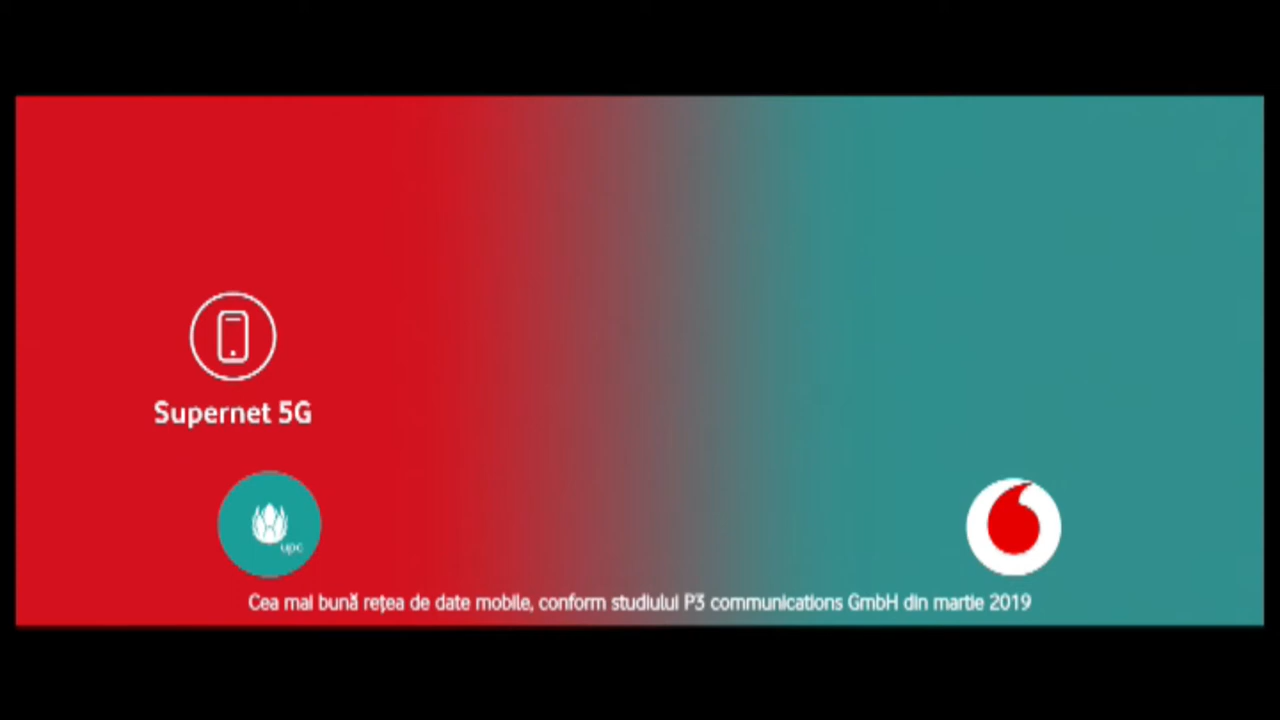 Supernet 5G
upc
Cea mai bună rețea de date mobile, conform studiului P3 communications GmbH din martie 2019